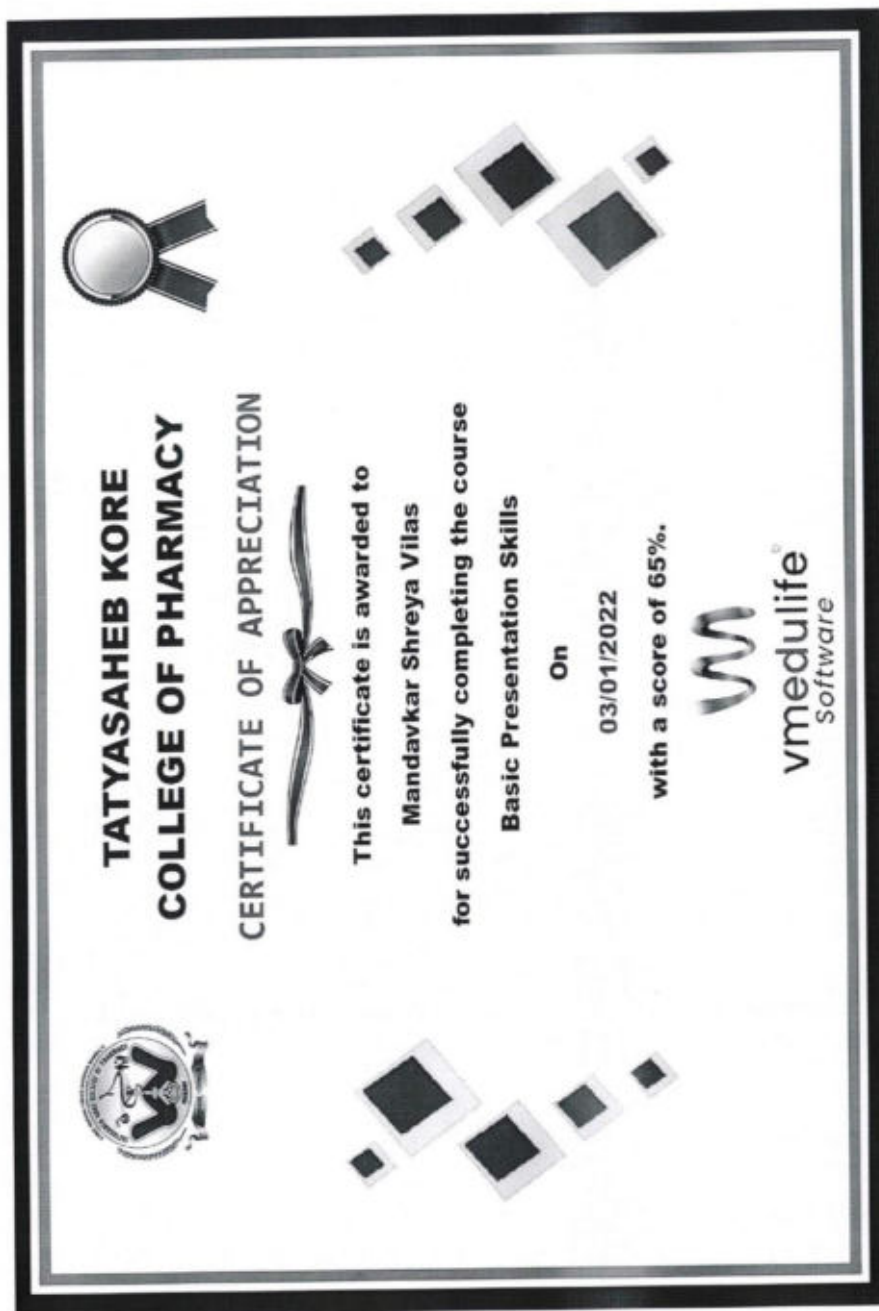 TATYASAHEB KORE
COLLEGE OF PHARMACY
CERTIFICATE OF APPRECIATION
This certificate is awarded to
Mandavkar Shreya Vilas
for successfully completing the course
Basic Presentation Skills
On
03/01/2022
with a score of 65%.
vmedulife
Software